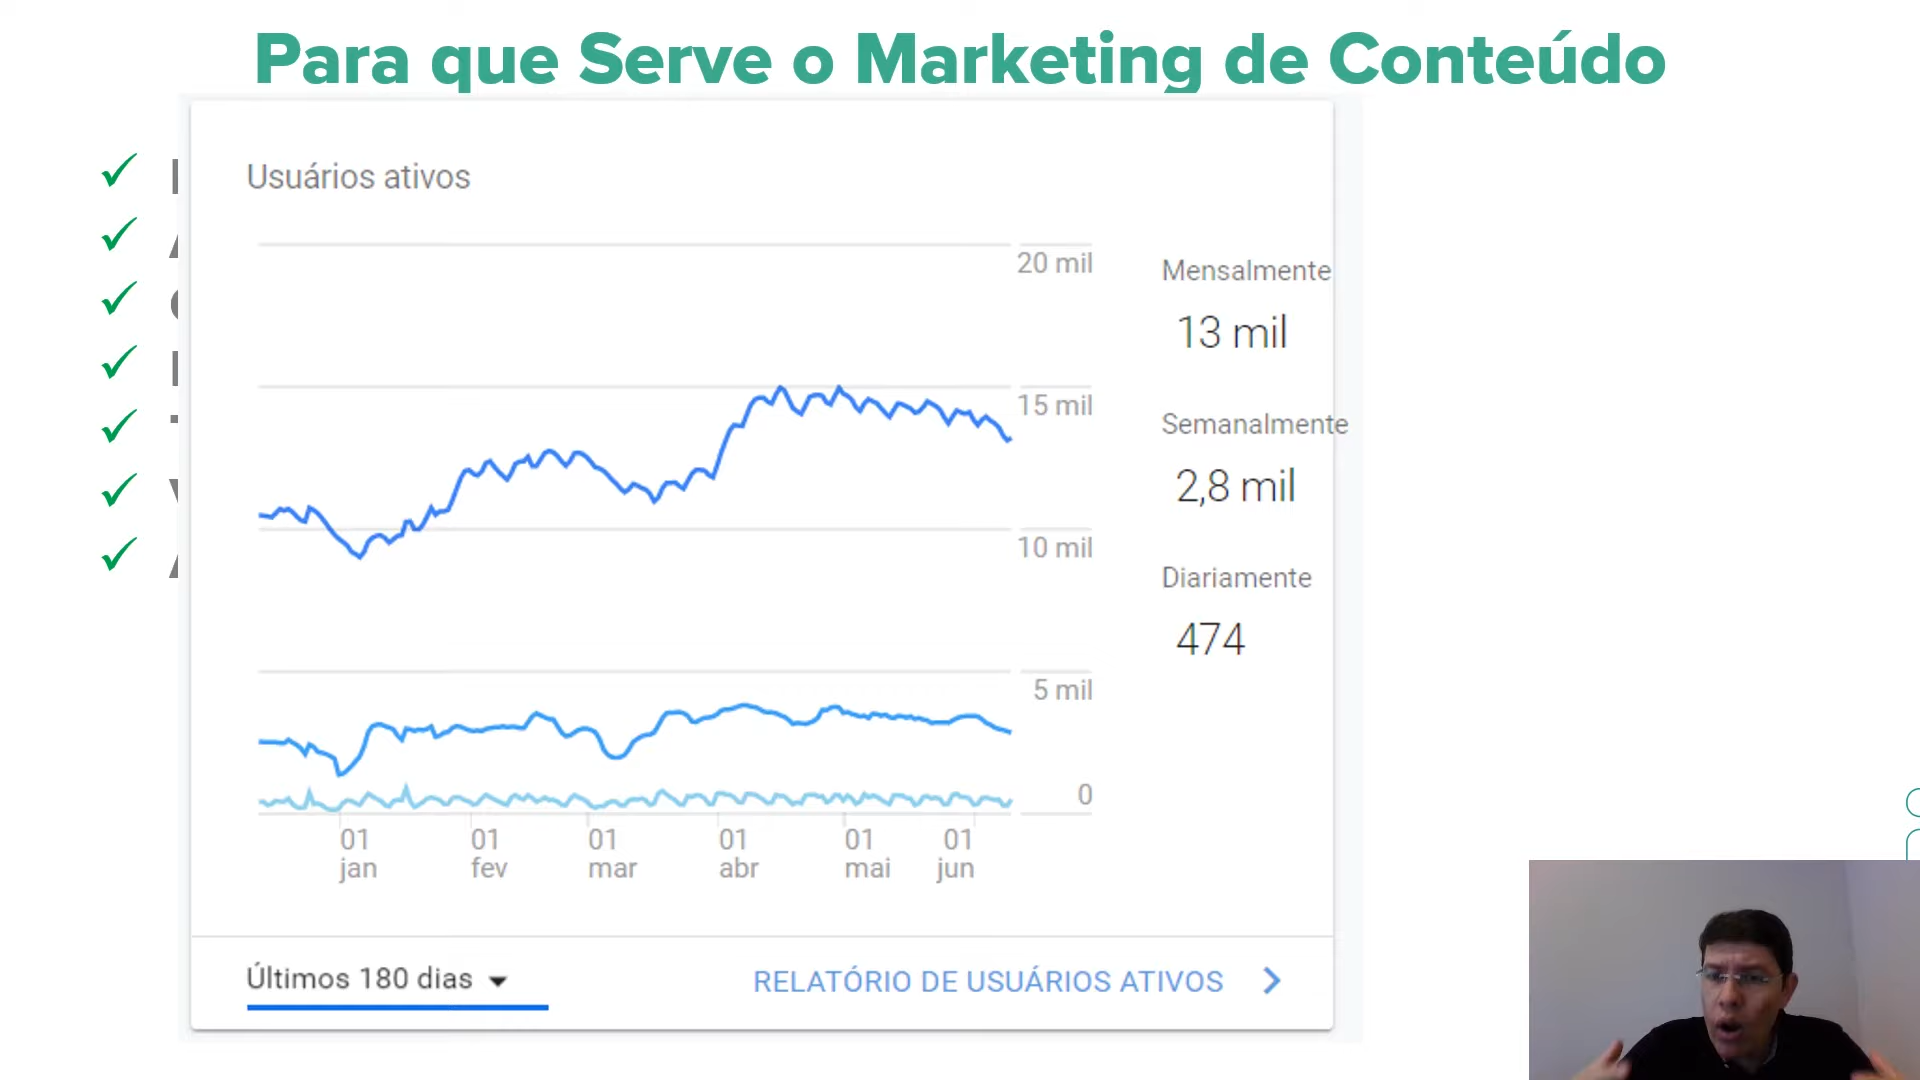 Para que Serve o Marketing de Conteúdo
Usuários ativos
20 mil
15 mil
10 mil
5 mil
0
01 jan
01 fev
01 mar
01 abr
01 mai
01 jun
Mensalmente
13 mil
Semanalmente
2,8 mil
Diariamente
474
Últimos 180 dias
RELATÓRIO DE USUÁRIOS ATIVOS